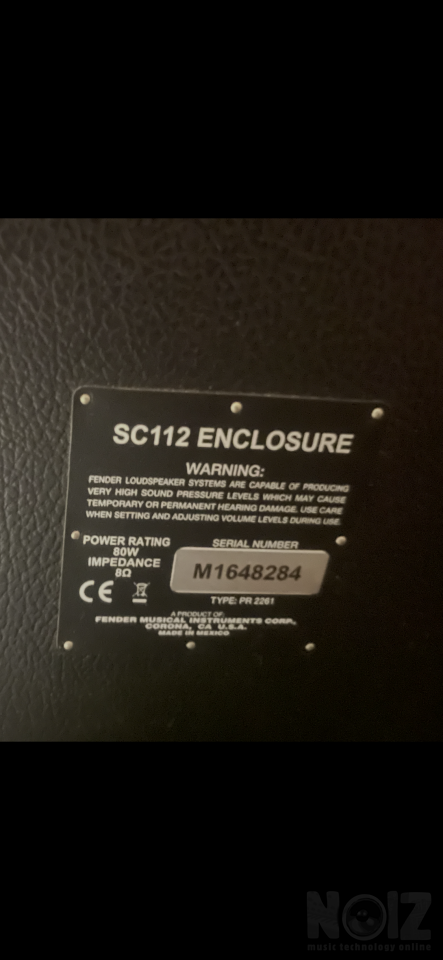 SC112 ENCLOSURE
WARNING:
FENDER LOUDSPEAKER SYSTEMS ARE CAPABLE OF PRODUCING
VERY HIGH SOUND PRESSURE LEVELS WHICH MAY CAUSE
TEMPORARY OR PERMANENT HEARING DAMAGE. USE CARE
WHEN SETTING AND ADJUSTING VOLUME LEVELS DURING USE.
POWER RATING
80W
IMPEDANCE
8Ω
CE
SERIAL NUMBER
M1648284
TYPE: PR 2261
A PRODUCT OF:
FENDER MUSICAL INSTRUMENTS CORP.
CORONA, CA U.S.A.
MADE IN MEXICO
NOIZ
music technology online